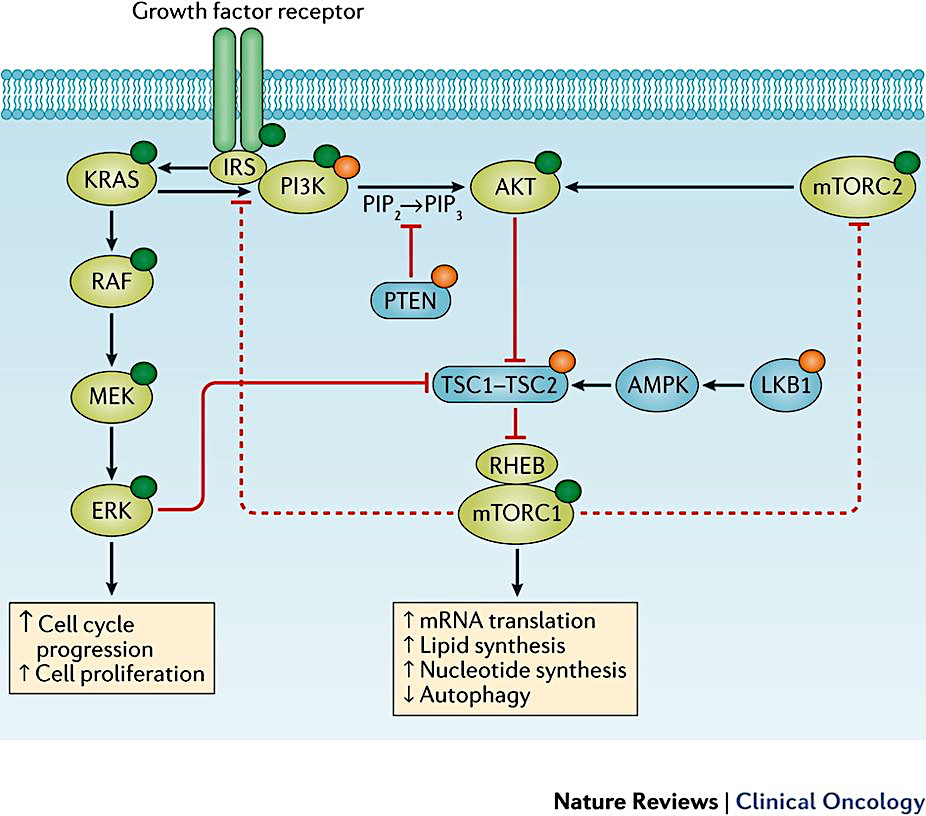 Growth factor receptor
KRAS
IRS
PI3K
PIP2→PIP3
AKT
mTORC2
RAF
PTEN
MEK
TSC1–TSC2
AMPK
LKB1
RHEB
ERK
mTORC1
↑ Cell cycle
progression
↑ Cell proliferation
↑ mRNA translation
↑ Lipid synthesis
↑ Nucleotide synthesis
↓ Autophagy
Nature Reviews | Clinical Oncology